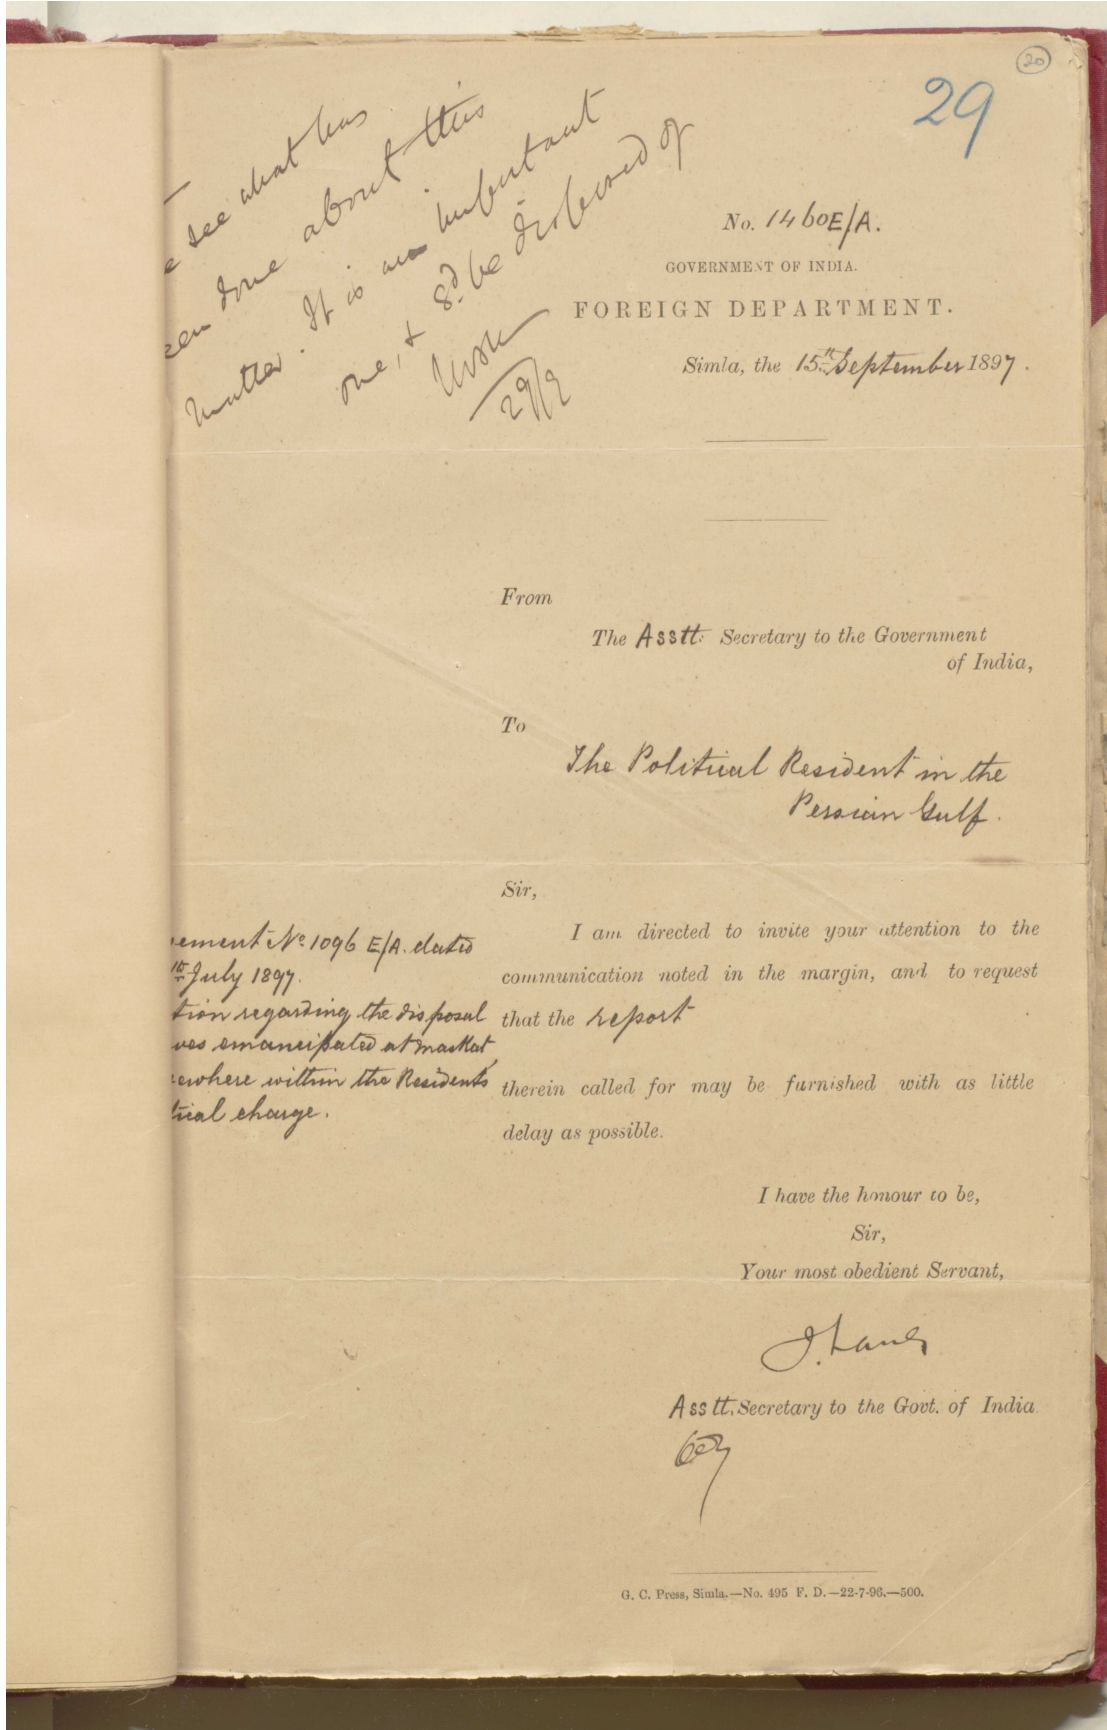 20
29
see what has
done about this
matter. It is an important
one, & sd. be disposed of
29/9
No. 1460E/A.
GOVERNMENT OF INDIA.
FOREIGN DEPARTMENT.
Simla, the 15th September 1897.
From
The Asstt. Secretary to the Government
of India,
To
The Political Resident in the
Persian Gulf.
Sir,
I am directed to invite your attention to the
communication noted in the margin, and to request
that the report
therein called for may be furnished with as little
delay as possible.
ement No. 1096 E/A. dated
th July 1897.
tion regarding the disposal
ves emancipated at Maskat
ewhere within the Residents
tical charge.
I have the honour to be,
Sir,
Your most obedient Servant,
Asstt. Secretary to the Govt. of India.
G. C. Press, Simla.—No. 495 F. D.—22-7-96.—500.